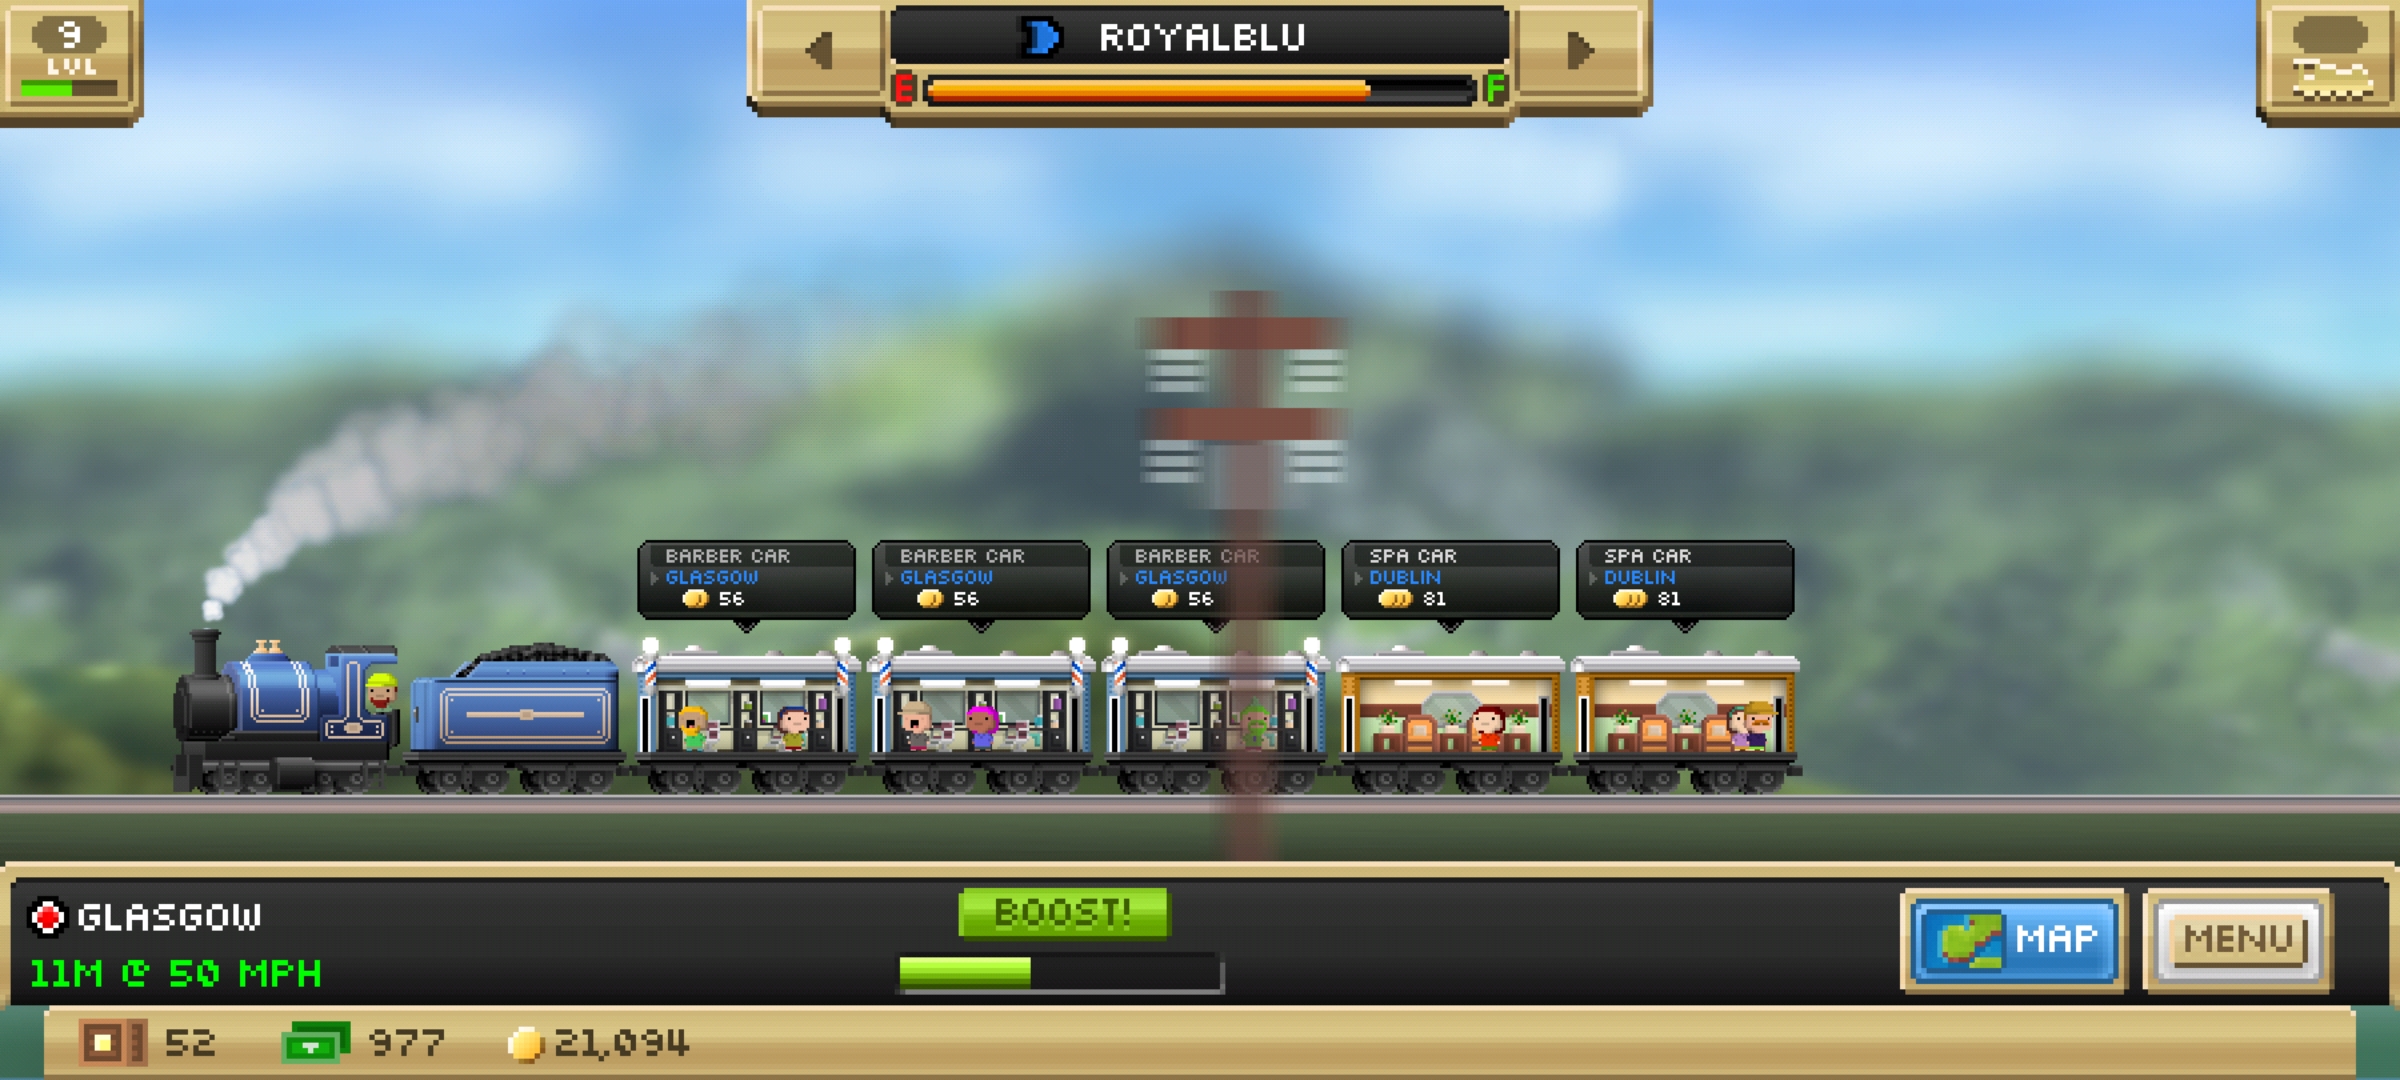 9
LVL
ROYALBLU
E
F
BARBER CAR
GLASGOW
56
BARBER CAR
GLASGOW
56
BARBER CAR
GLASGOW
56
SPA CAR
DUBLIN
81
SPA CAR
DUBLIN
81
GLASGOW
11M @ 50 MPH
BOOST!
MAP
MENU
52
977
21,094